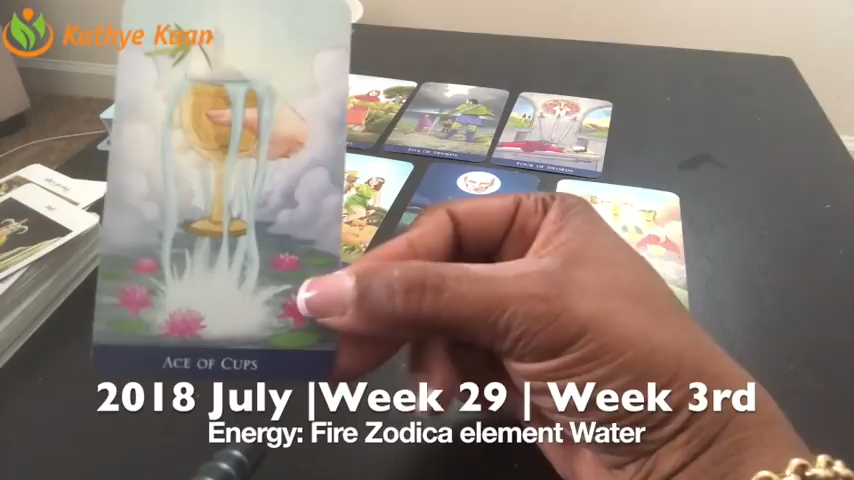 Kathye Kaan
FIVE OF SWORDS
FOUR OF SWORDS
ACE OF CUPS
2018 July |Week 29 | Week 3rd
Energy: Fire Zodica element Water